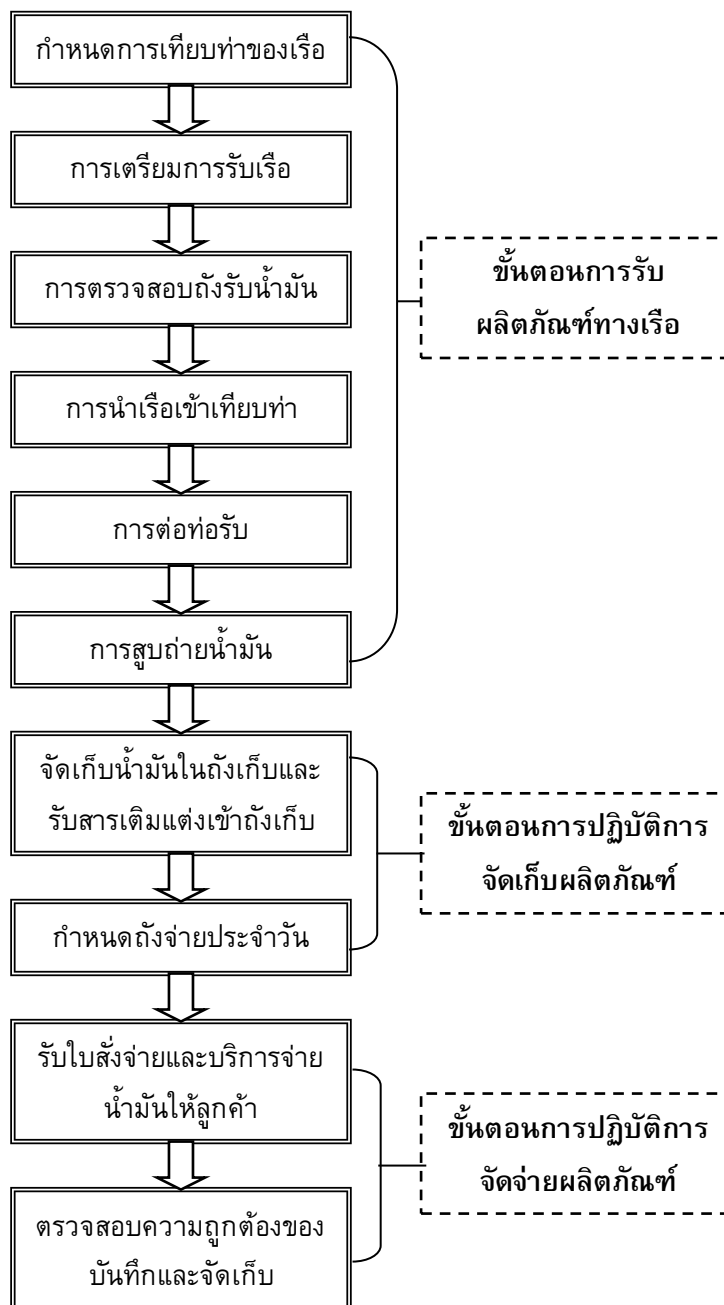 กำหนดการเทียบท่าของเรือ
การเตรียมการรับเรือ
การตรวจสอบถังรับน้ำมัน
ขั้นตอนการรับ
ผลิตภัณฑ์ทางเรือ
การนำเรือเข้าเทียบท่า
การต่อท่อรับ
การสูบถ่ายน้ำมัน
จัดเก็บน้ำมันในถังเก็บและ
รับสารเติมแต่งเข้าถังเก็บ
ขั้นตอนการปฏิบัติการ
จัดเก็บผลิตภัณฑ์
กำหนดถังจ่ายประจำวัน
รับใบสั่งจ่ายและบริการจ่าย
น้ำมันให้ลูกค้า
ขั้นตอนการปฏิบัติการ
จัดจ่ายผลิตภัณฑ์
ตรวจสอบความถูกต้องของ
บันทึกและจัดเก็บ